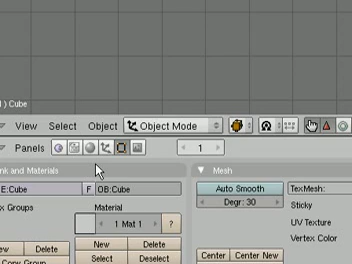 ) Cube
View Select Object Object Mode
Panels 1
nk and Materials Mesh
E:Cube F OB:Cube Auto Smooth TexMesh:
Degr: 30
x Groups Material Sticky
1 Mat 1 ? UV Texture
Vertex Color
ew Delete New Delete
Copy Group Select Deselect Center Center New